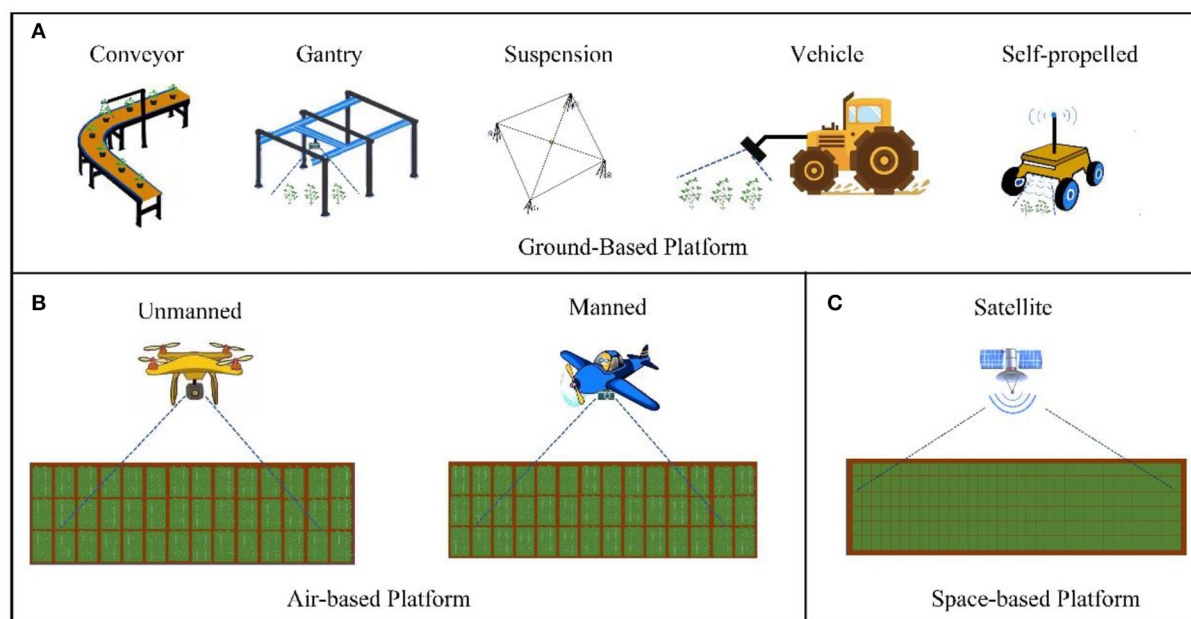 A
Conveyor
Gantry
Suspension
Vehicle
Self-propelled
Ground-Based Platform
B
Unmanned
Manned
Air-based Platform
C
Satellite
Space-based Platform